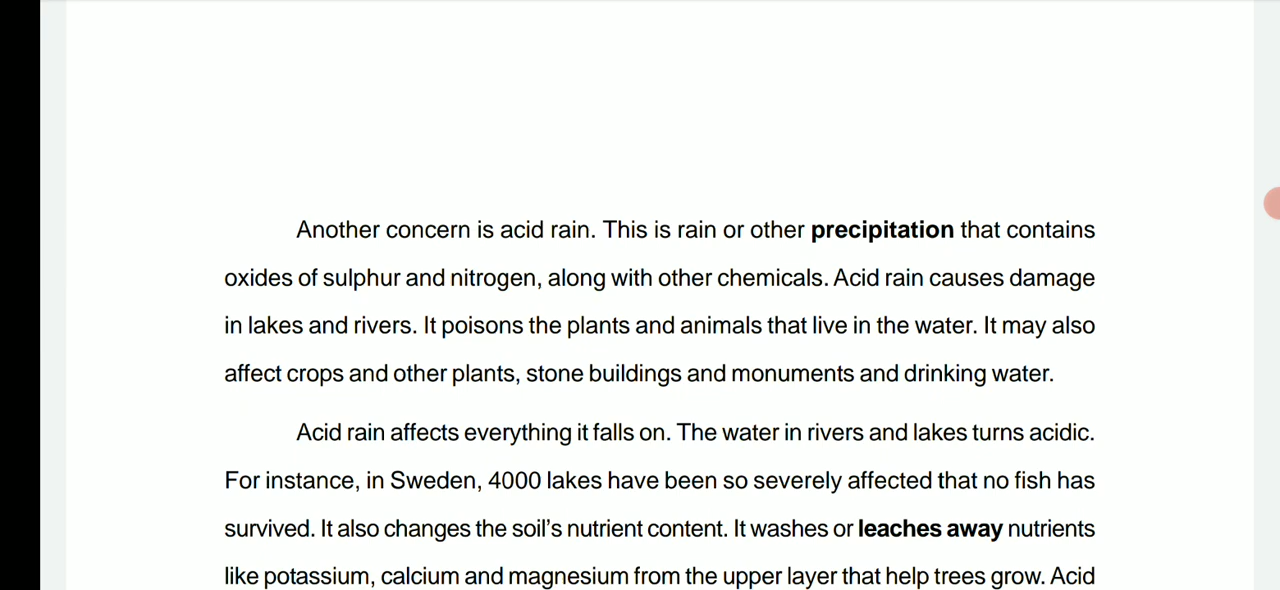 Another concern is acid rain. This is rain or other precipitation that contains
oxides of sulphur and nitrogen, along with other chemicals. Acid rain causes damage
in lakes and rivers. It poisons the plants and animals that live in the water. It may also
affect crops and other plants, stone buildings and monuments and drinking water.
Acid rain affects everything it falls on. The water in rivers and lakes turns acidic.
For instance, in Sweden, 4000 lakes have been so severely affected that no fish has
survived. It also changes the soil’s nutrient content. It washes or leaches away nutrients
like potassium, calcium and magnesium from the upper layer that help trees grow. Acid